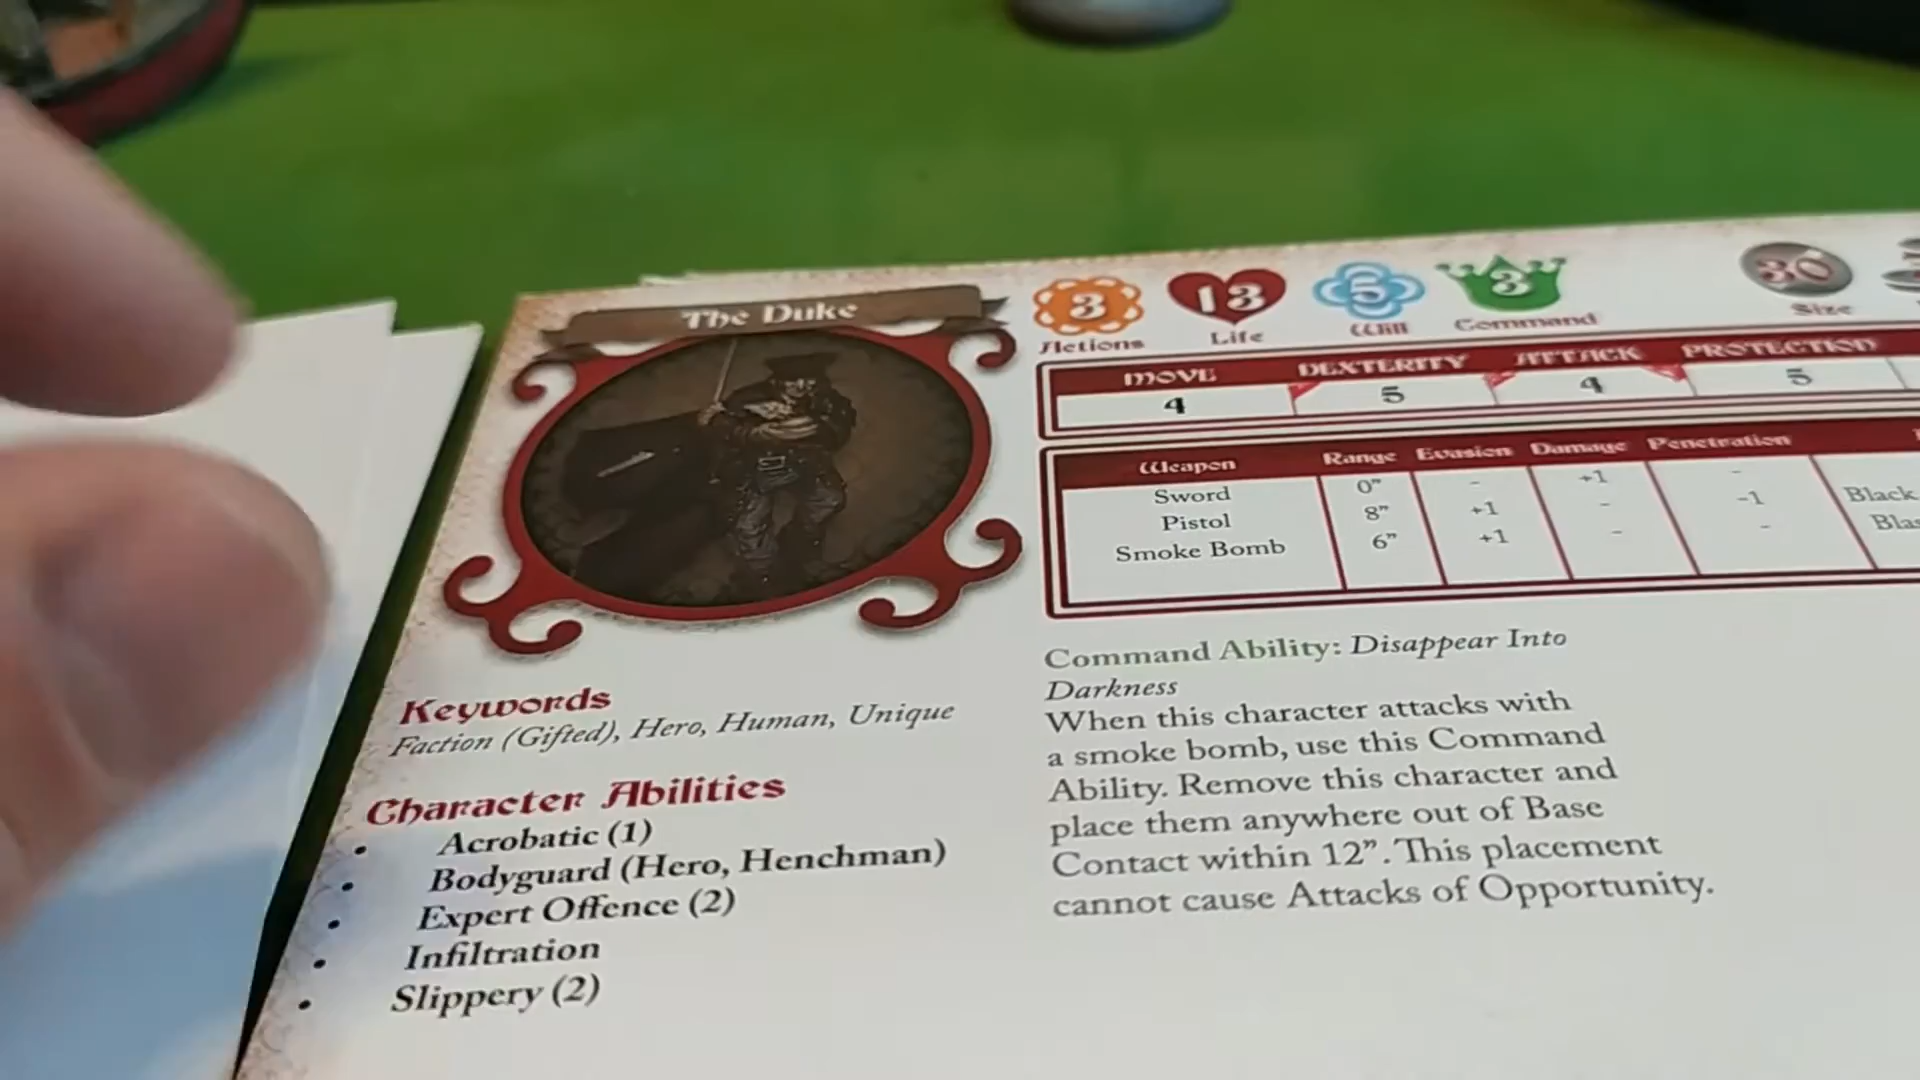 The Duke
3 13 5 3 30
Actions Life Will Command Size
MOVE DEXTERITY ATTACK PROTECTION
4 5 4 5
Weapon Range Evasion Damage Penetration
Sword 0” - +1 -
Pistol 8” +1 - -1 Black
Smoke Bomb 6” +1 - - Blas
Keywords
Faction (Gifted), Hero, Human, Unique
Character Abilities
• Acrobatic (1)
• Bodyguard (Hero, Henchman)
• Expert Offence (2)
• Infiltration
• Slippery (2)
Command Ability: Disappear Into
Darkness
When this character attacks with
a smoke bomb, use this Command
Ability. Remove this character and
place them anywhere out of Base
Contact within 12”. This placement
cannot cause Attacks of Opportunity.